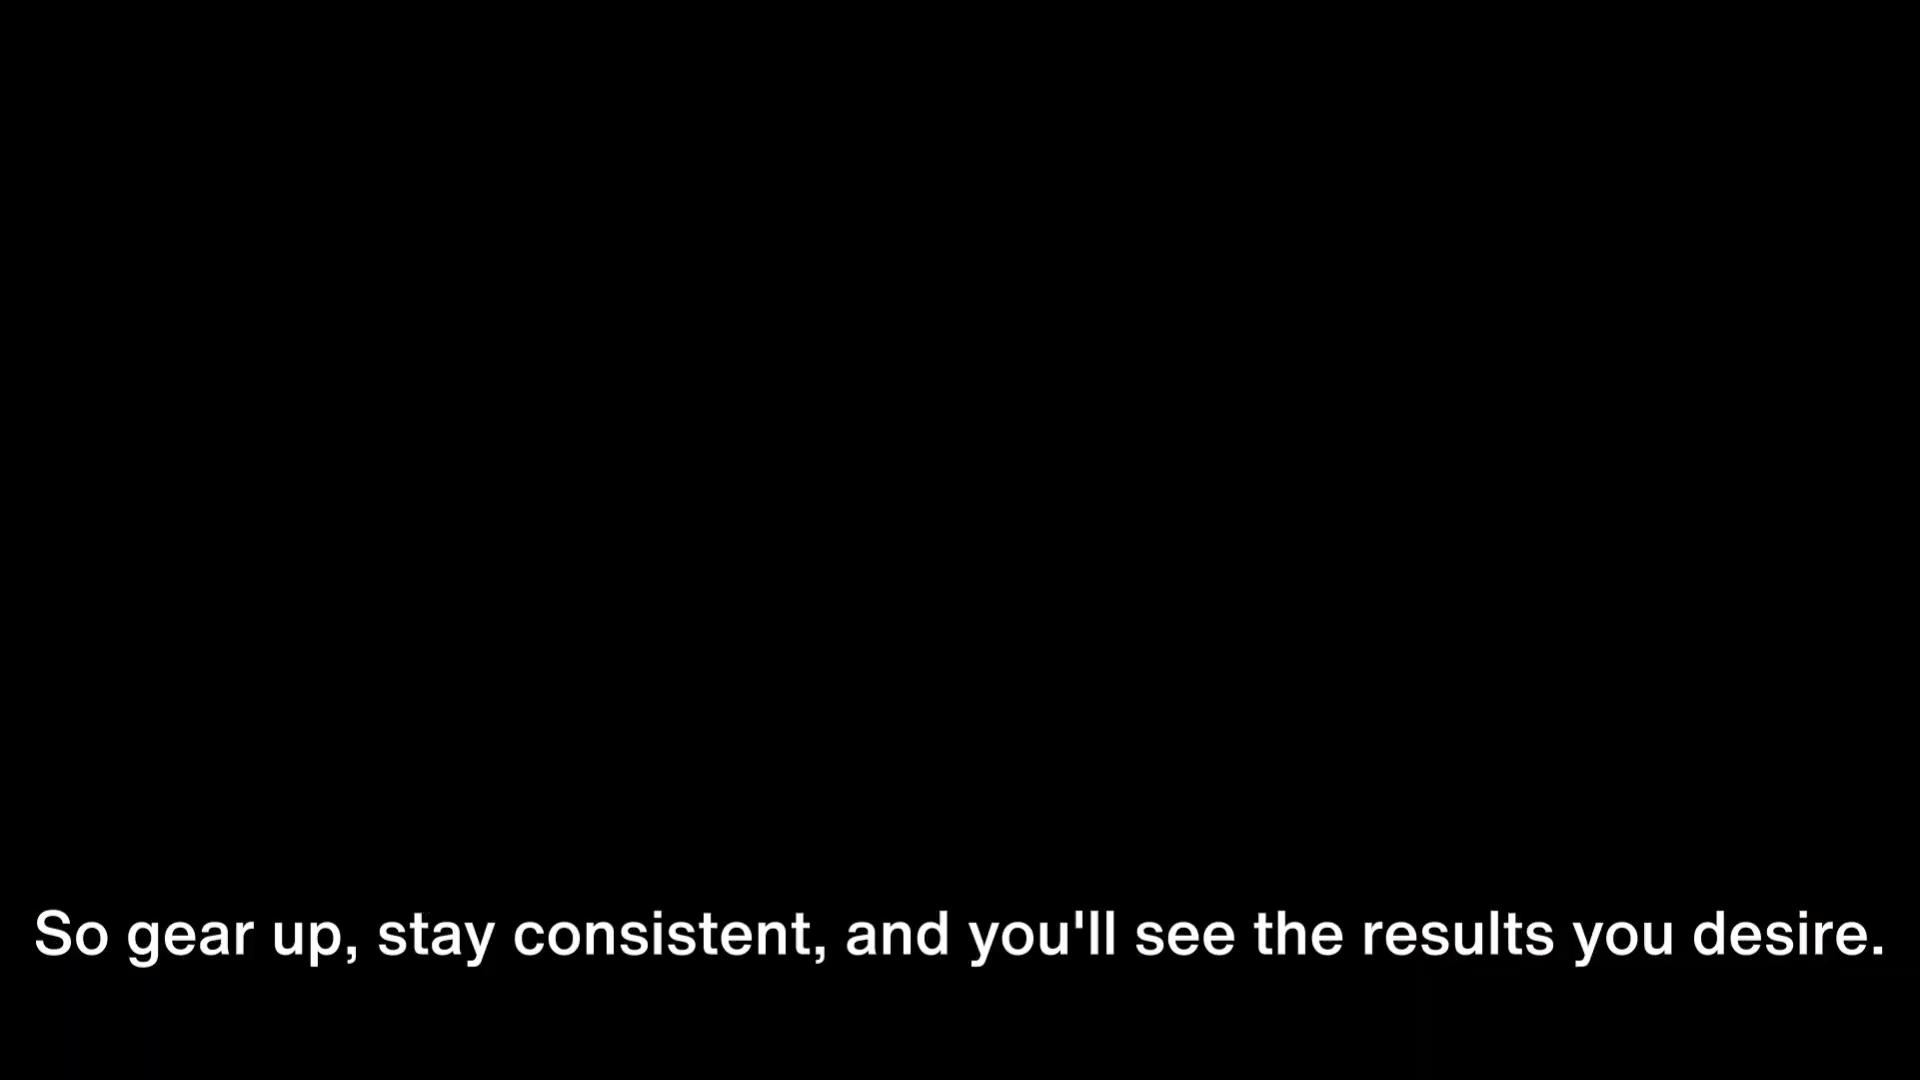 So gear up, stay consistent, and you'll see the results you desire.